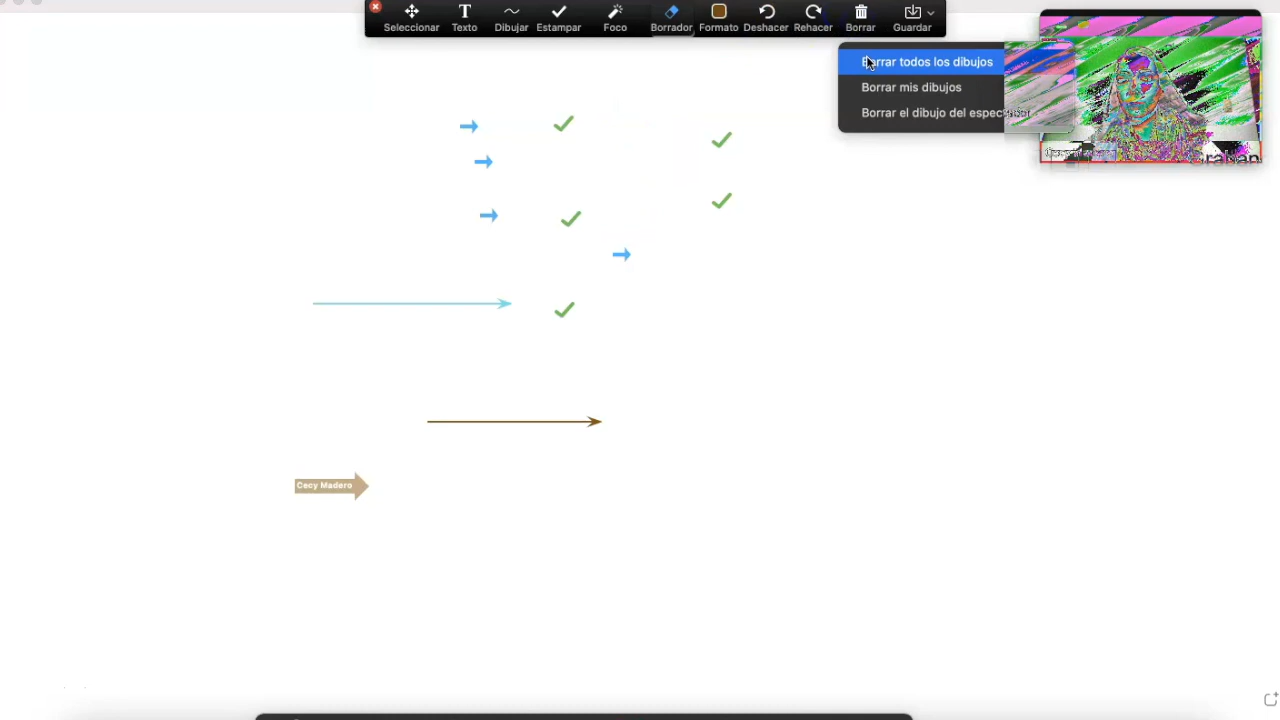 Seleccionar Texto Dibujar Estampar Foco Borrador Formato Deshacer Rehacer Borrar Guardar
Borrar todos los dibujos
Borrar mis dibujos
Borrar el dibujo del espectador
Cecy Madero